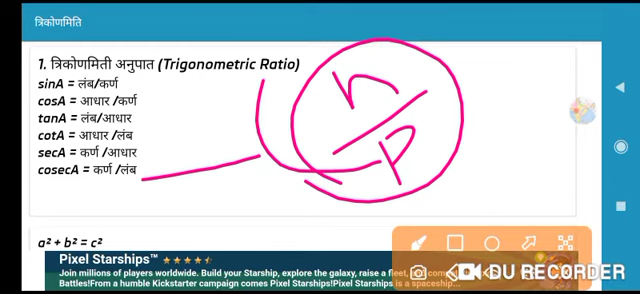 त्रिकोणमिति
1. त्रिकोणमिती अनुपात (Trigonometric Ratio)
sinA = लंब/कर्ण
cosA = आधार /कर्ण
tanA = लंब/आधार
cotA = आधार /लंब
secA = कर्ण /आधार
cosecA = कर्ण /लंब
h
p
a² + b² = c²
Pixel Starships™
Join millions of players worldwide. Build your Starship, explore the galaxy, raise a fleet,
Battles!From a humble Kickstarter campaign comes Pixel Starships!Pixel Starships is a spaceship...
DU RECORDER